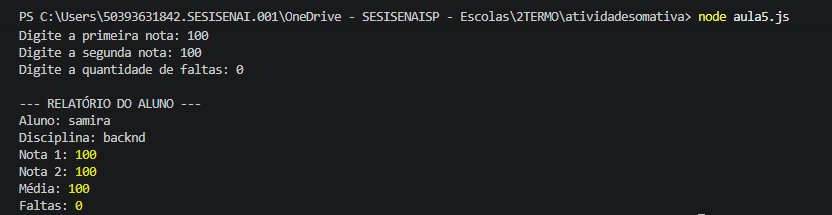 PS C:\Users\50393631842.SESISENAI.001\OneDrive - SESISENAISP - Escolas\2TERMO\atividadesomativa> node aula5.js
Digite a primeira nota: 100
Digite a segunda nota: 100
Digite a quantidade de faltas: 0
--- RELATÓRIO DO ALUNO ---
Aluno: samira
Disciplina: backnd
Nota 1: 100
Nota 2: 100
Média: 100
Faltas: 0